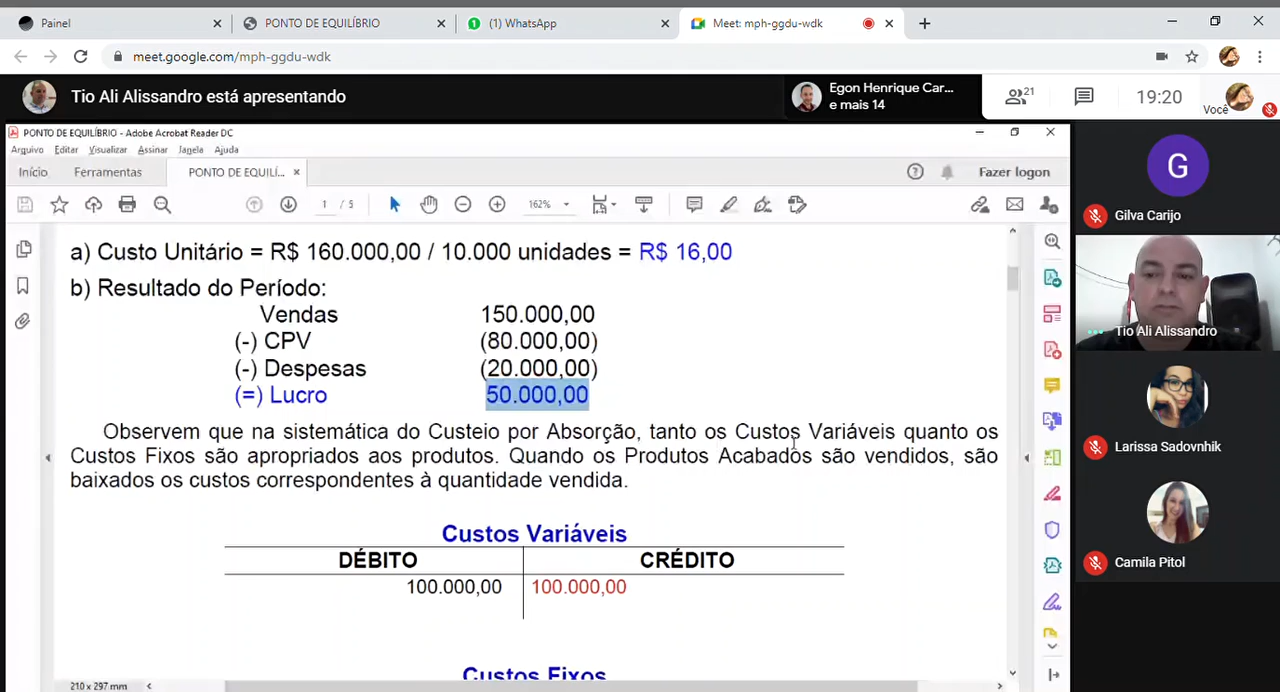 Painel
PONTO DE EQUILÍBRIO
(1) WhatsApp
Meet: mph-ggdu-wdk
meet.google.com/mph-ggdu-wdk
Tio Ali Alissandro está apresentando
Egon Henrique Car...
e mais 14
21
19:20
Você
PONTO DE EQUILÍBRIO - Adobe Acrobat Reader DC
Arquivo Editar Visualizar Assinar Janela Ajuda
Início Ferramentas PONTO DE EQUILÍ... Fazer logon
1 / 5 162%
a) Custo Unitário = R$ 160.000,00 / 10.000 unidades = R$ 16,00
b) Resultado do Período:
Vendas 150.000,00
(-) CPV (80.000,00)
(-) Despesas (20.000,00)
(=) Lucro 50.000,00
Observem que na sistemática do Custeio por Absorção, tanto os Custos Variáveis quanto os
Custos Fixos são apropriados aos produtos. Quando os Produtos Acabados são vendidos, são
baixados os custos correspondentes à quantidade vendida.
Custos Variáveis
DÉBITO CRÉDITO
100.000,00 100.000,00
Custos Fixos
210 x 297 mm
G
Gilva Carijo
Tio Ali Alissandro
Larissa Sadovnhik
Camila Pitol